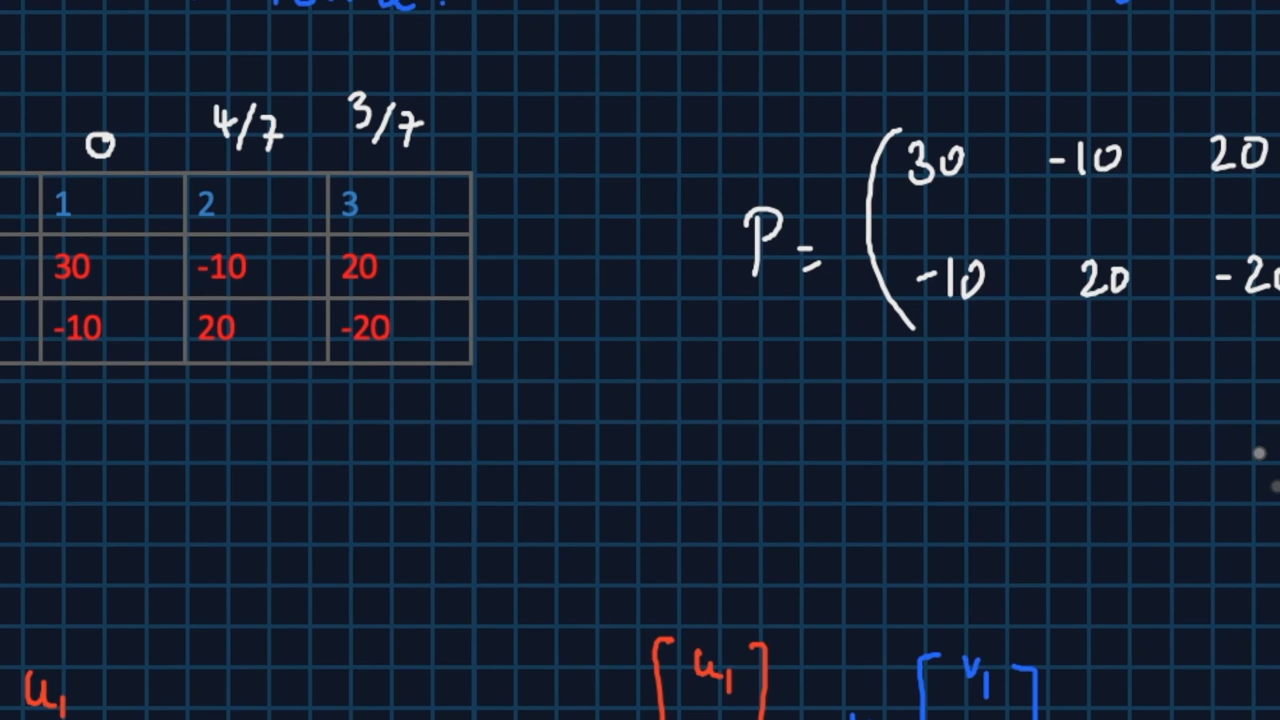 0 4/7 3/7
1 2 3
30 -10 20
-10 20 -20
P = ( 30 -10 20
-10 20 -20
u₁
[ u₁ ] [ v₁ ]